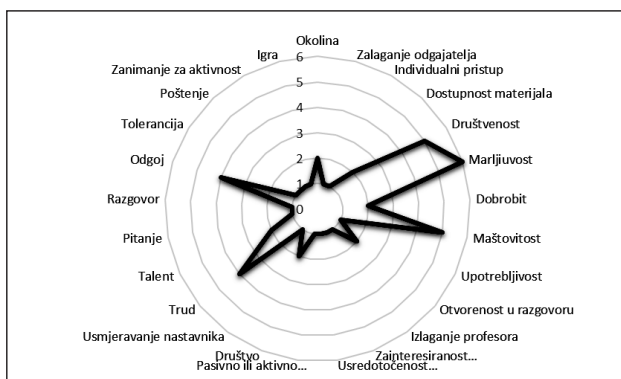 Okolina
Zalaganje odgajatelja
Individualni pristup
Dostupnost materijala
Društvenost
Marljiuvost
Dobrobit
Maštovitost
Upotrebljivost
Otvorenost u razgovoru
Izlaganje profesora
Zainteresiranost...
Usredotočenost...
Pasivno ili aktivno...
Društvo
Usmjeravanje nastavnika
Trud
Talent
Pitanje
Razgovor
Odgoj
Tolerancija
Poštenje
Zanimanje za aktivnost
Igra
6
5
4
3
2
1
0